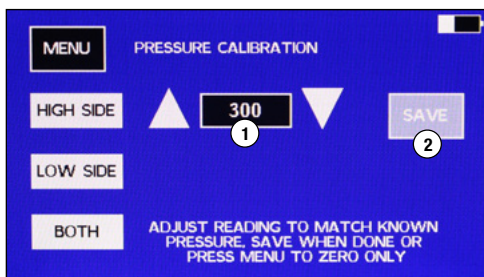 MENU
PRESSURE CALIBRATION
HIGH SIDE
300
SAVE
1
2
LOW SIDE
BOTH
ADJUST READING TO MATCH KNOWN
PRESSURE, SAVE WHEN DONE OR
PRESS MENU TO ZERO ONLY